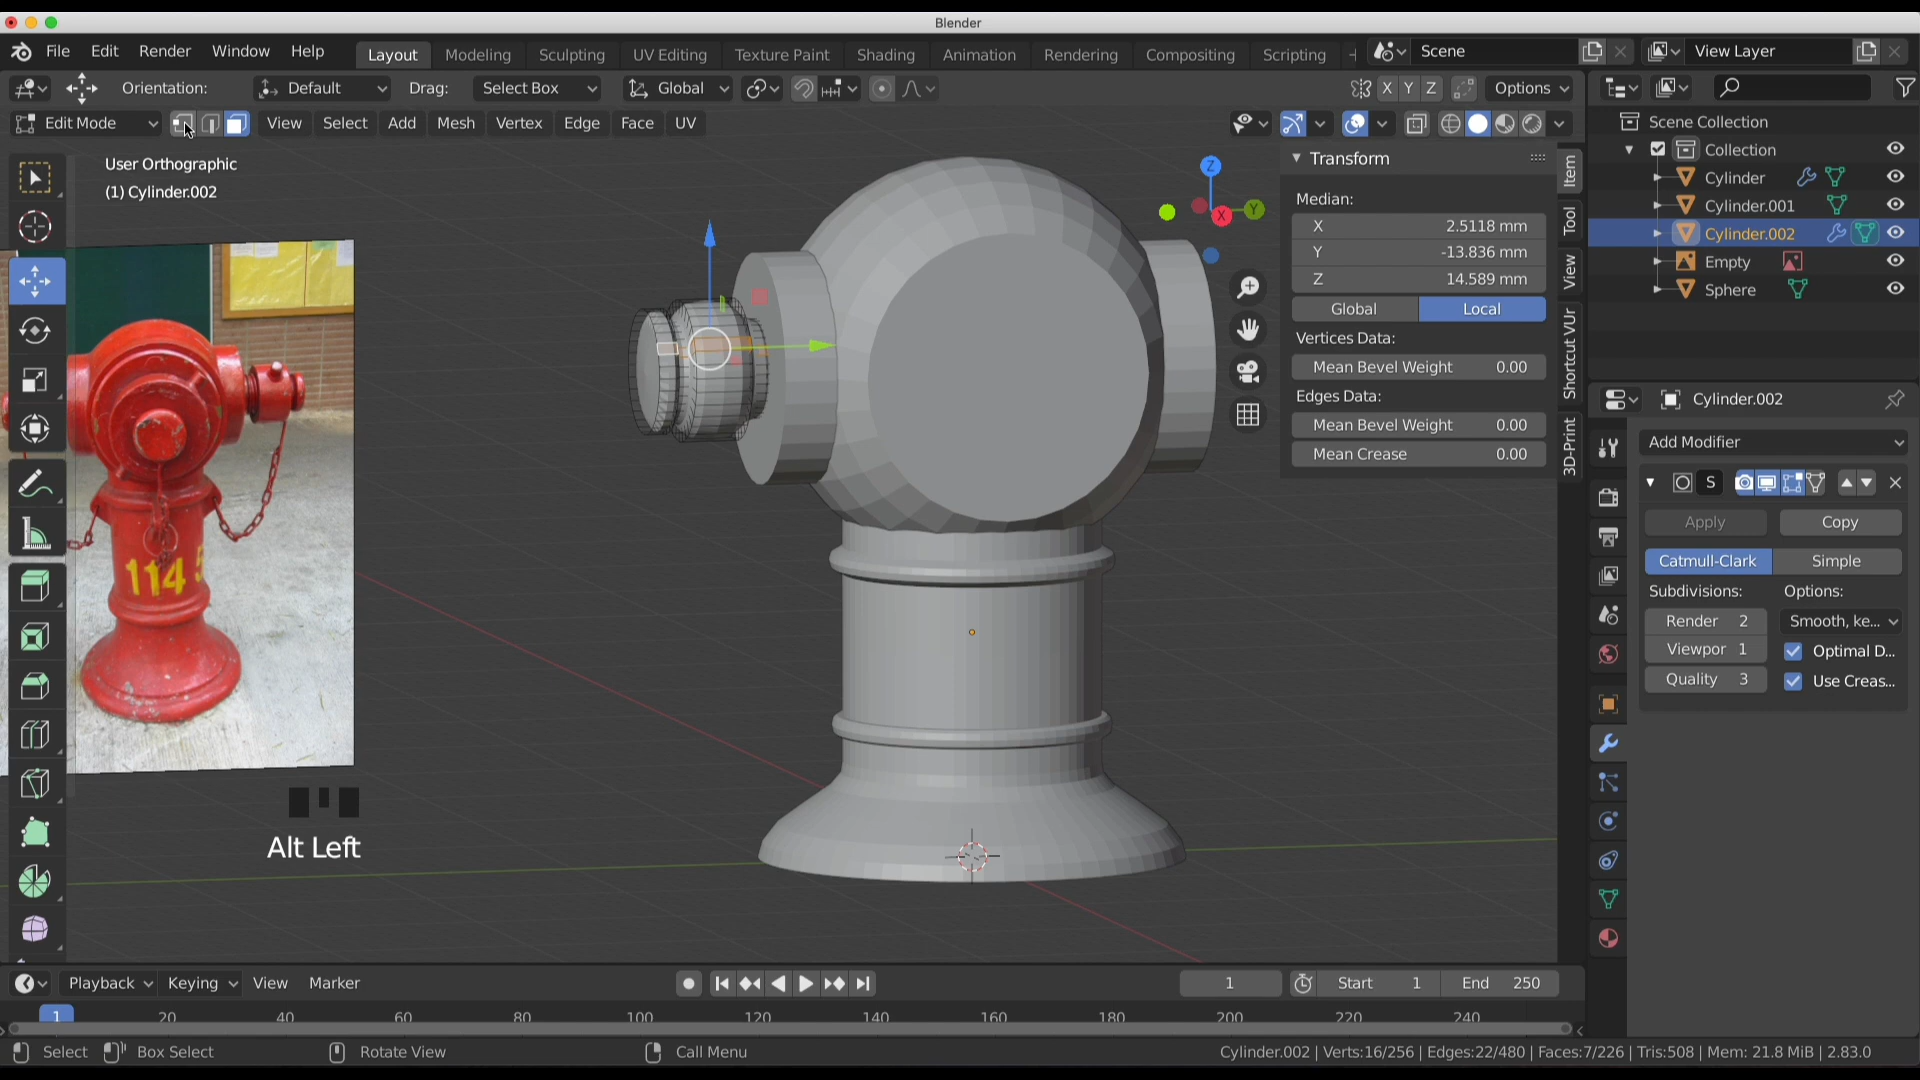 Blender
File Edit Render Window Help Layout Modeling Sculpting UV Editing Texture Paint Shading Animation Rendering Compositing Scripting Scene View Layer
Orientation: Default Drag: Select Box Global X Y Z Options
Edit Mode View Select Add Mesh Vertex Edge Face UV
User Orthographic
(1) Cylinder.002
Z
X
Y
Transform
Median:
X 2.5118 mm
Y -13.836 mm
Z 14.589 mm
Global Local
Vertices Data:
Mean Bevel Weight 0.00
Edges Data:
Mean Bevel Weight 0.00
Mean Crease 0.00
Item
Tool
View
Shortcut VUr
3D-Print
Scene Collection
Collection
Cylinder
Cylinder.001
Cylinder.002
Empty
Sphere
Cylinder.002
Add Modifier
S
Apply Copy
Catmull-Clark Simple
Subdivisions: Options:
Render 2 Smooth, ke...
Viewpor 1 Optimal D...
Quality 3 Use Creas...
114 5
Alt Left
Playback Keying View Marker 1 Start 1 End 250
1 20 40 60 80 100 120 140 160 180 200 220 240
Select Box Select Rotate View Call Menu Cylinder.002 | Verts:16/256 | Edges:22/480 | Faces:7/226 | Tris:508 | Mem: 21.8 MiB | 2.83.0